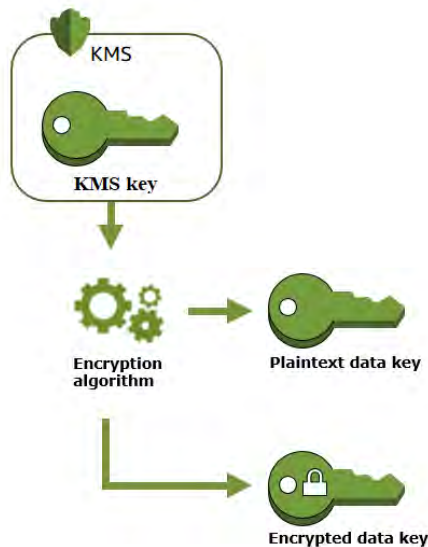 KMS
KMS key
Encryption
algorithm
Plaintext data key
Encrypted data key